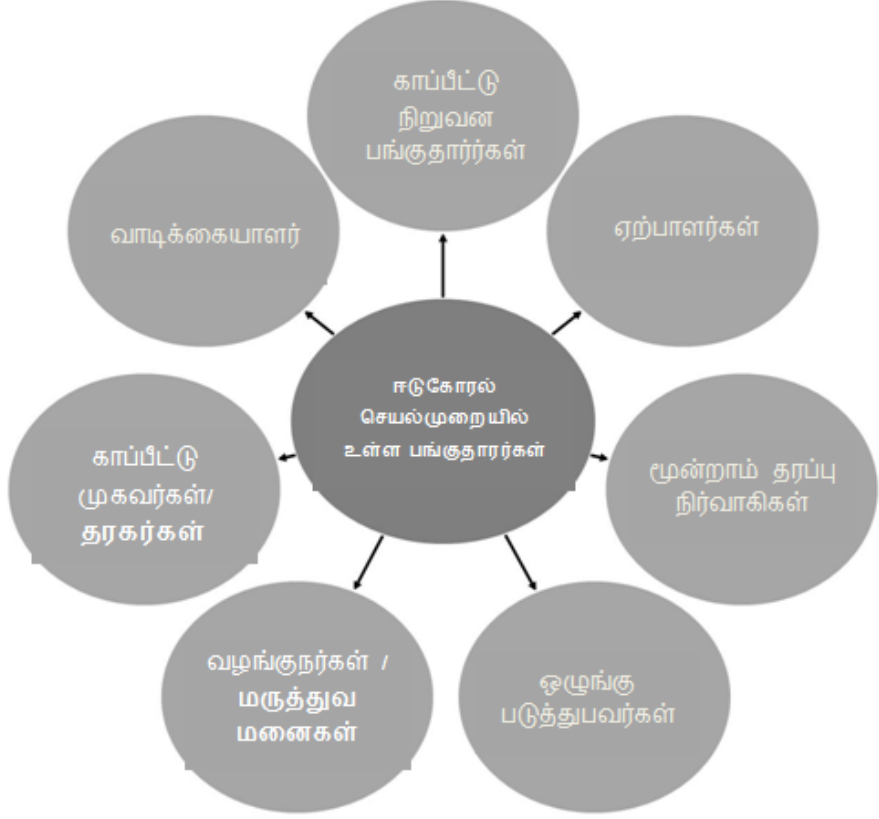 காப்பீட்டு
நிறுவன
பங்குதார்ர்கள்
வாடிக்கையாளர்
ஏற்பாளர்கள்
ஈடுகோரல்
செயல்முறையில்
உள்ள பங்குதாரர்கள்
காப்பீட்டு
முகவர்கள்/
தரகர்கள்
மூன்றாம் தரப்பு
நிர்வாகிகள்
வழங்குநர்கள் /
மருத்துவ
மனைகள்
ஒழுங்கு
படுத்துபவர்கள்